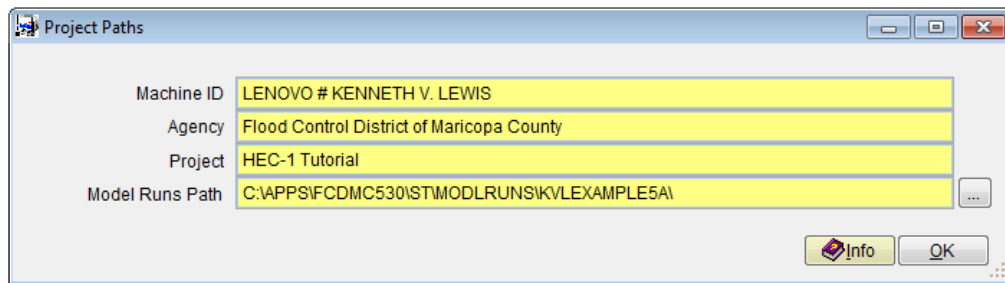 Project Paths
Machine ID LENOVO # KENNETH V. LEWIS
Agency Flood Control District of Maricopa County
Project HEC-1 Tutorial
Model Runs Path C:\APPS\FCDMC530\ST\MODLRUNS\KVLEXAMPLE5A\ ...
Info OK